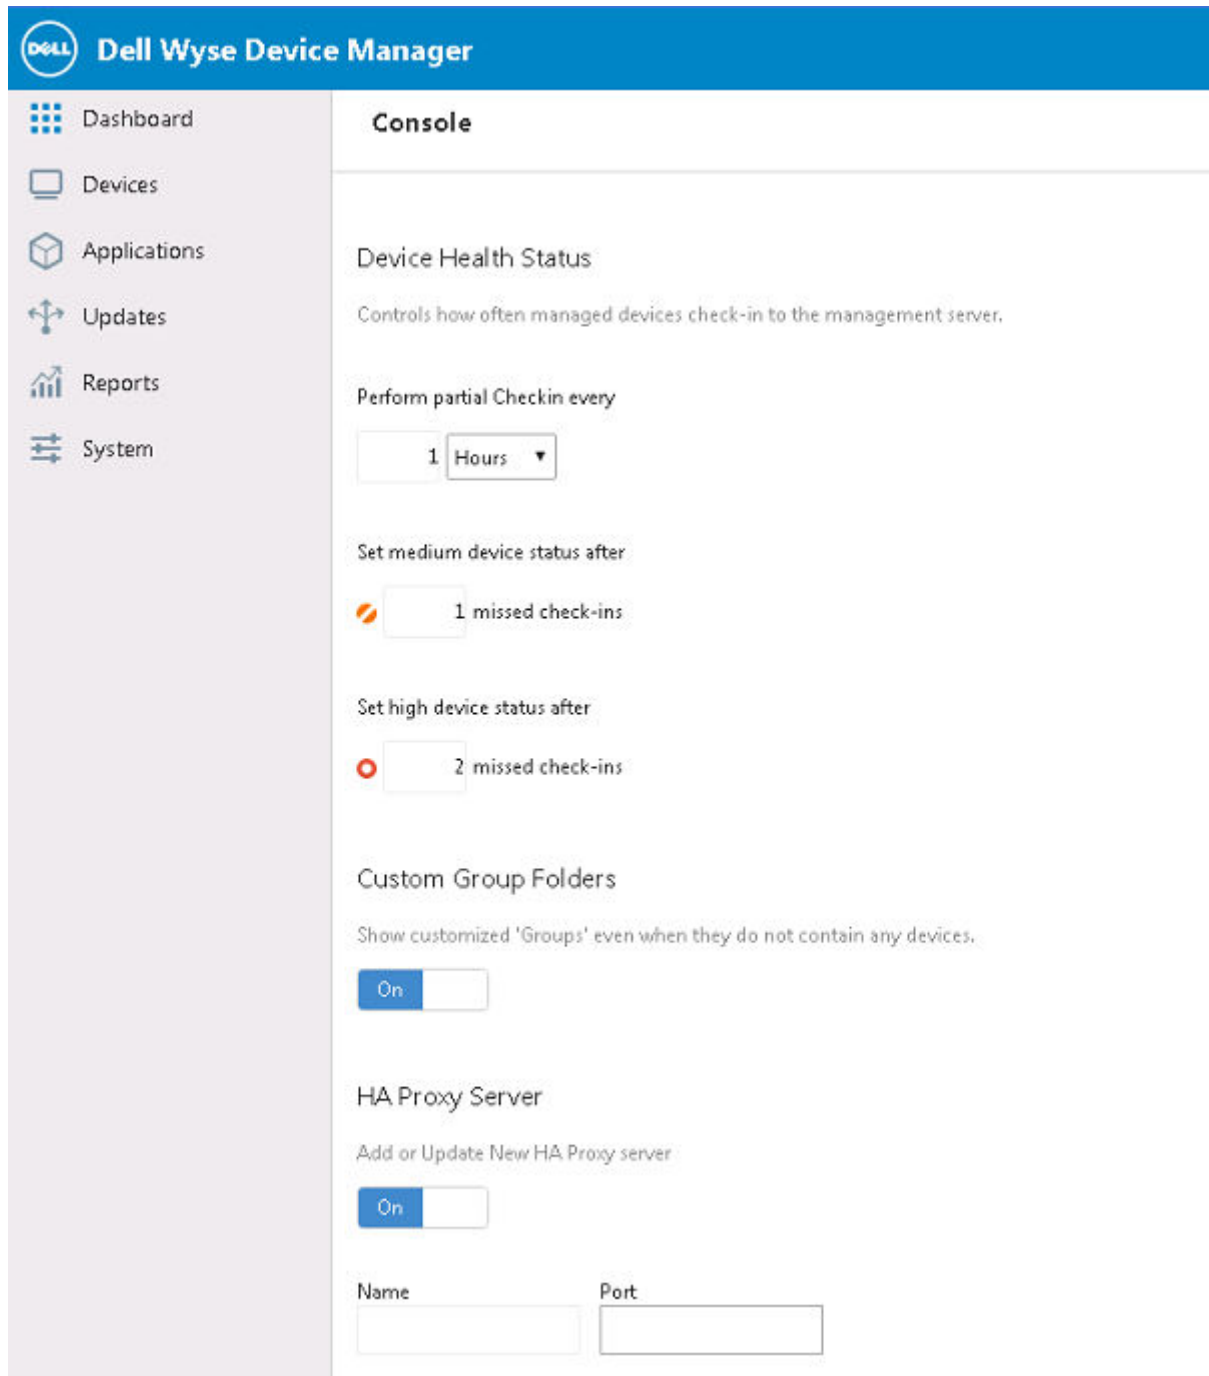 DELL Dell Wyse Device Manager
Dashboard
Devices
Applications
Updates
Reports
System
Console
Device Health Status
Controls how often managed devices check-in to the management server.
Perform partial Checkin every
1 Hours
Set medium device status after
1 missed check-ins
Set high device status after
2 missed check-ins
Custom Group Folders
Show customized 'Groups' even when they do not contain any devices.
On
HA Proxy Server
Add or Update New HA Proxy server
On
Name Port